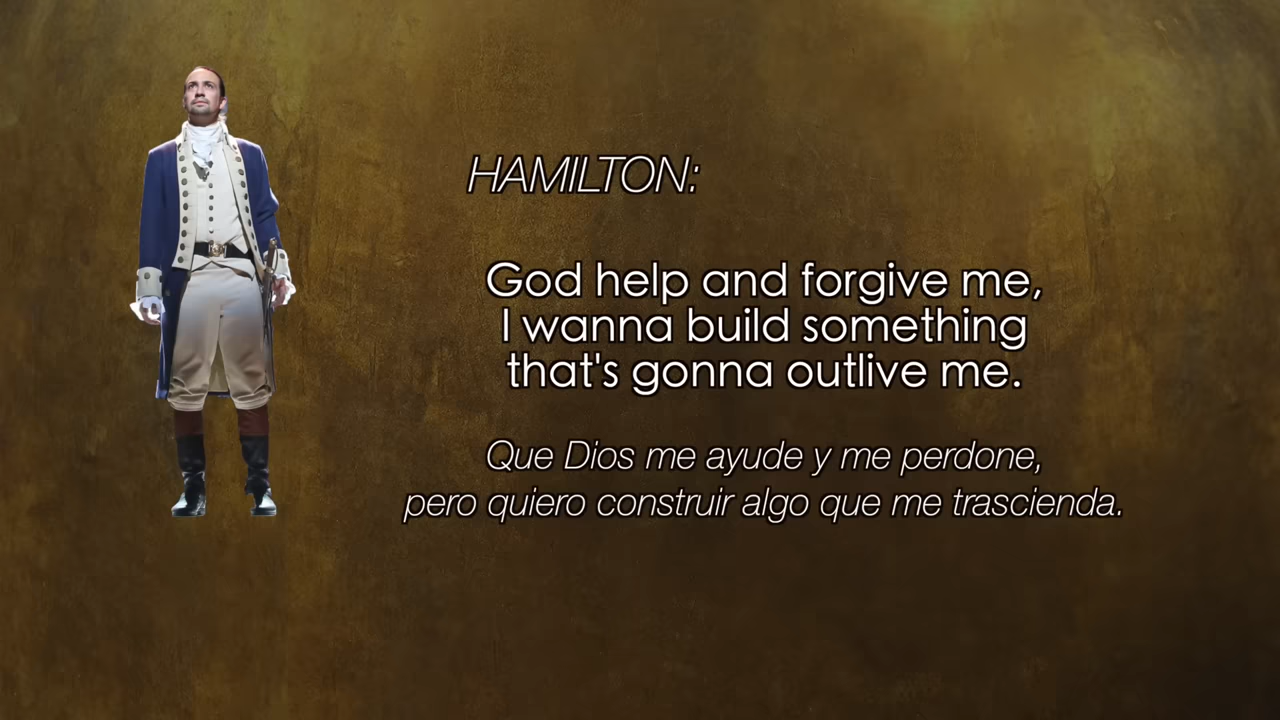 HAMILTON:
God help and forgive me,
I wanna build something
that's gonna outlive me.
Que Dios me ayude y me perdone,
pero quiero construir algo que me trascienda.